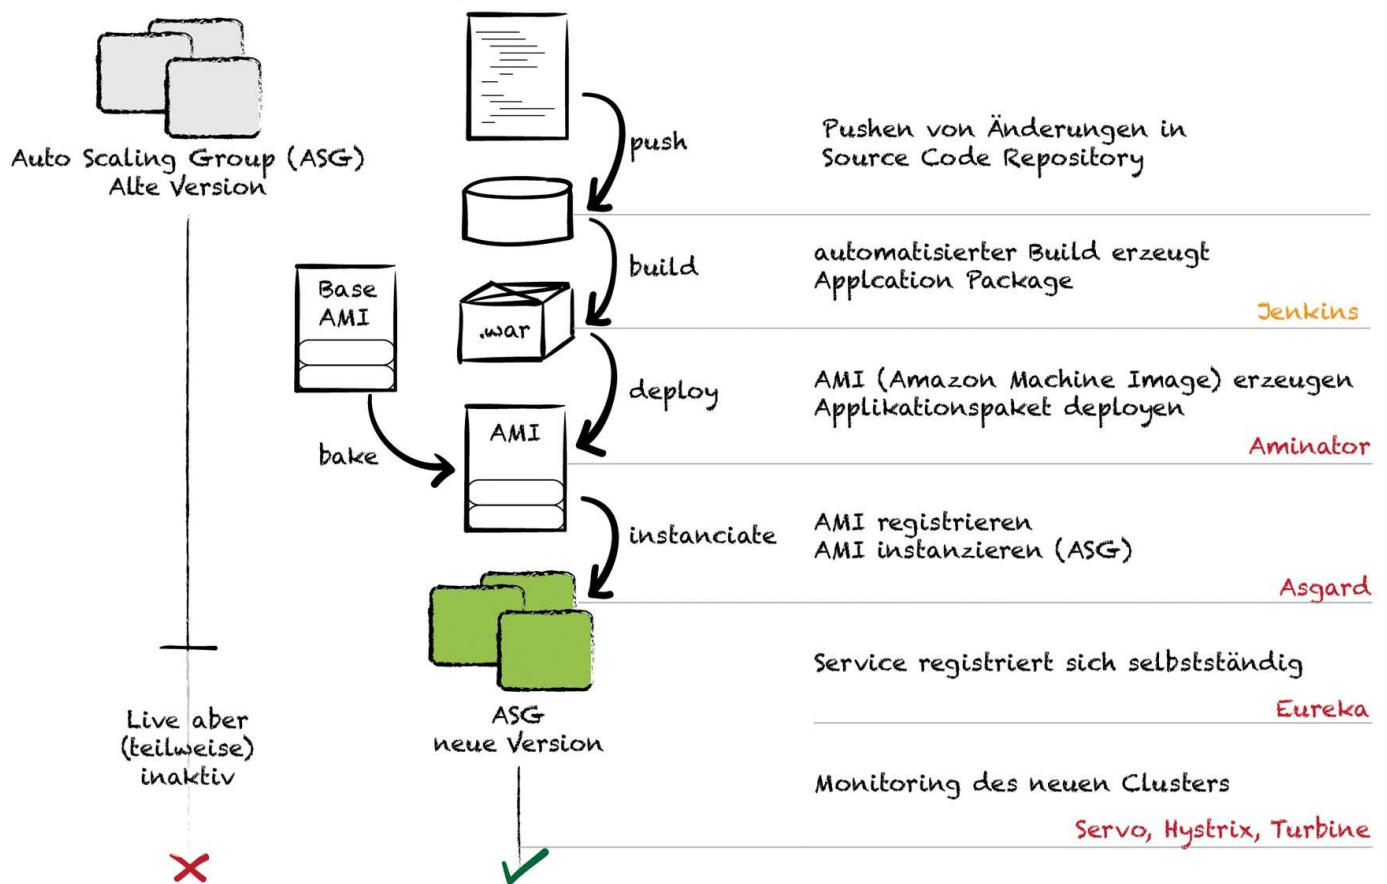 Auto Scaling Group (ASG)
Alte Version
push
Pushen von Änderungen in
Source Code Repository
build
automatisierter Build erzeugt
Applcation Package
Jenkins
Base
AMI
.war
deploy
AMI (Amazon Machine Image) erzeugen
Applikationspaket deployen
Aminator
bake
AMI
instanciate
AMI registrieren
AMI instanzieren (ASG)
Asgard
Service registriert sich selbstständig
Eureka
Live aber
(teilweise)
inaktiv
ASG
neue Version
Monitoring des neuen Clusters
Servo, Hystrix, Turbine